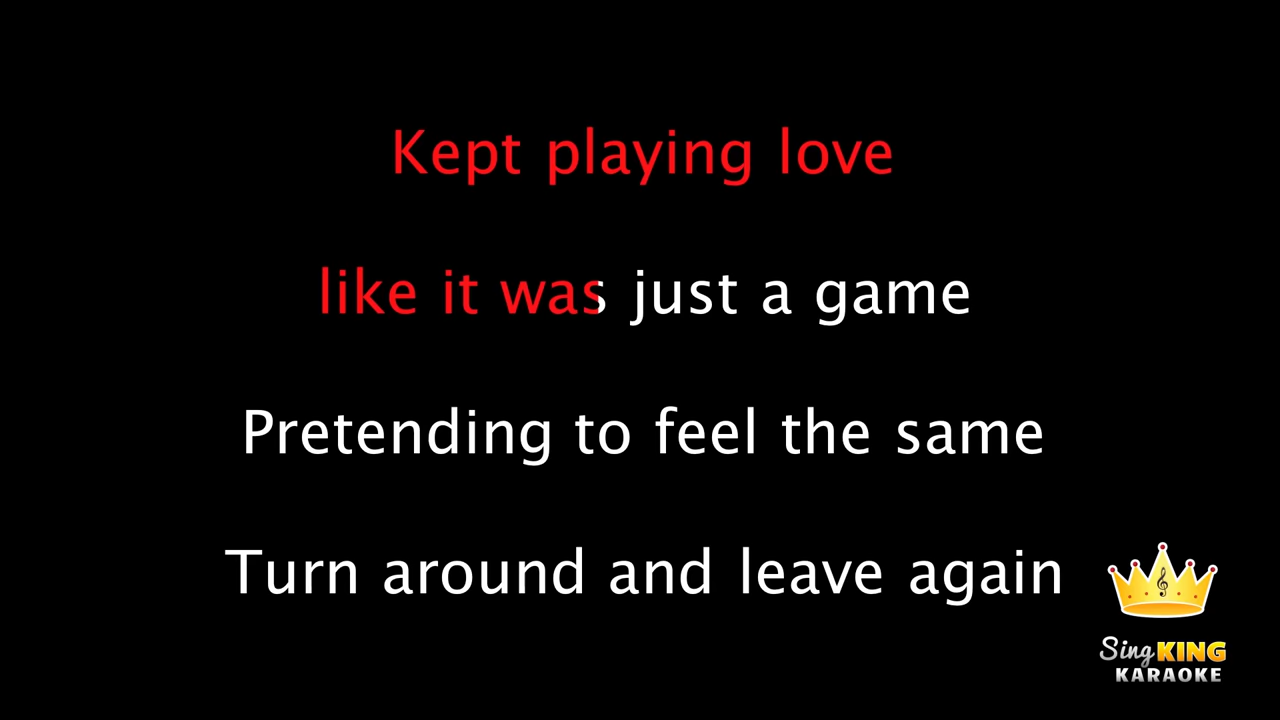 Kept playing love
like it was just a game
Pretending to feel the same
Turn around and leave again
Sing KING
KARAOKE